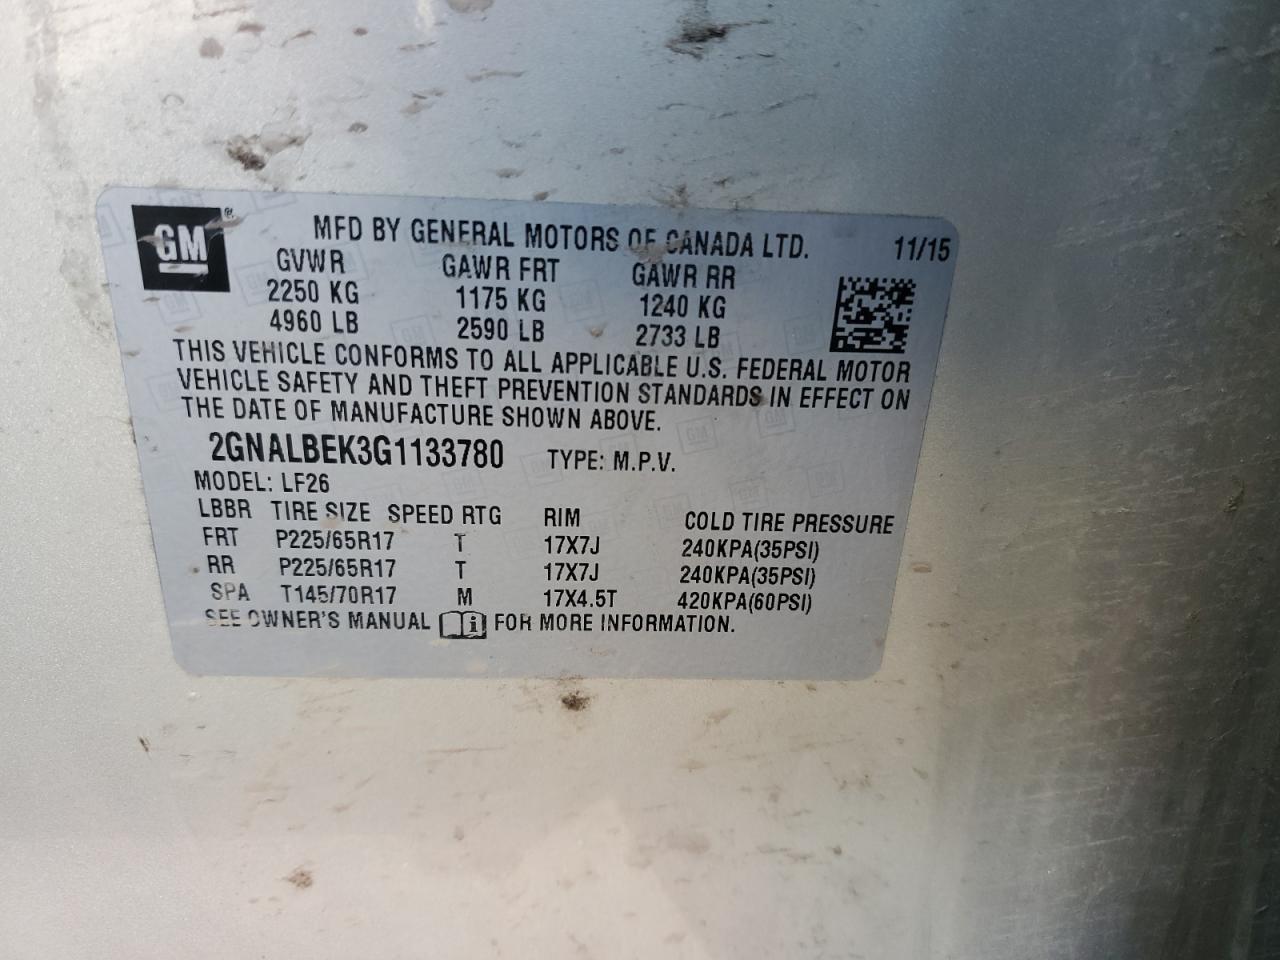 GM ®
MFD BY GENERAL MOTORS OF CANADA LTD. 11/15
GVWR GAWR FRT GAWR RR
2250 KG 1175 KG 1240 KG
4960 LB 2590 LB 2733 LB
THIS VEHICLE CONFORMS TO ALL APPLICABLE U.S. FEDERAL MOTOR
VEHICLE SAFETY AND THEFT PREVENTION STANDARDS IN EFFECT ON
THE DATE OF MANUFACTURE SHOWN ABOVE.
2GNALBEK3G1133780 TYPE: M.P.V.
MODEL: LF26
LBBR TIRE SIZE SPEED RTG RIM COLD TIRE PRESSURE
FRT P225/65R17 T 17X7J 240KPA(35PSI)
RR P225/65R17 T 17X7J 240KPA(35PSI)
SPA T145/70R17 M 17X4.5T 420KPA(60PSI)
SEE OWNER'S MANUAL i FOR MORE INFORMATION.